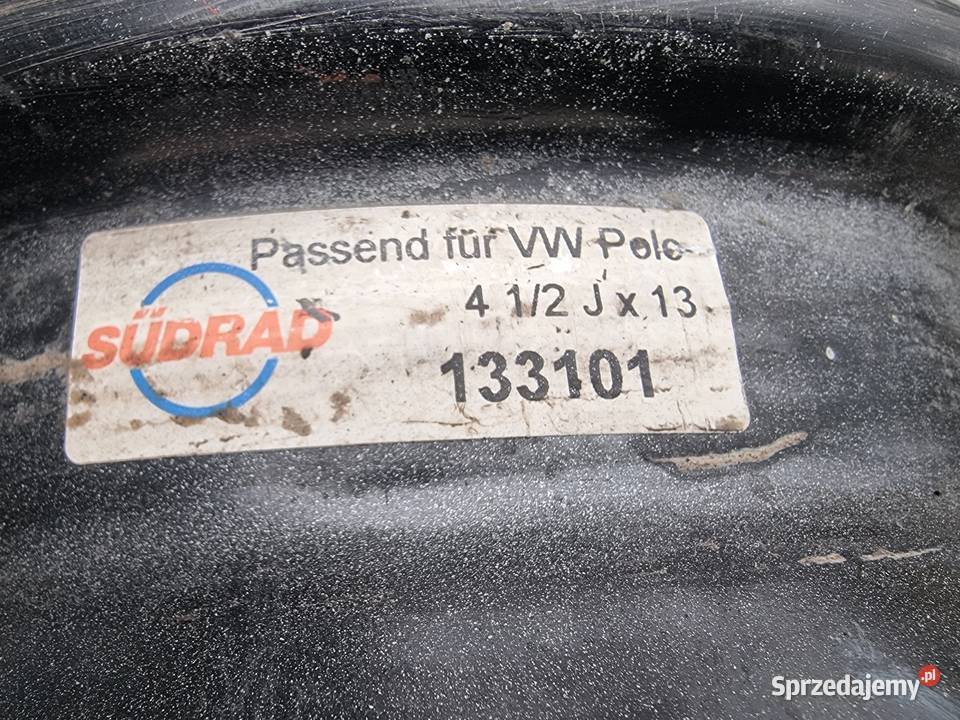 Passend für VW Polo
SÜDRAD
4 1/2 J x 13
133101
Sprzedajemy.pl